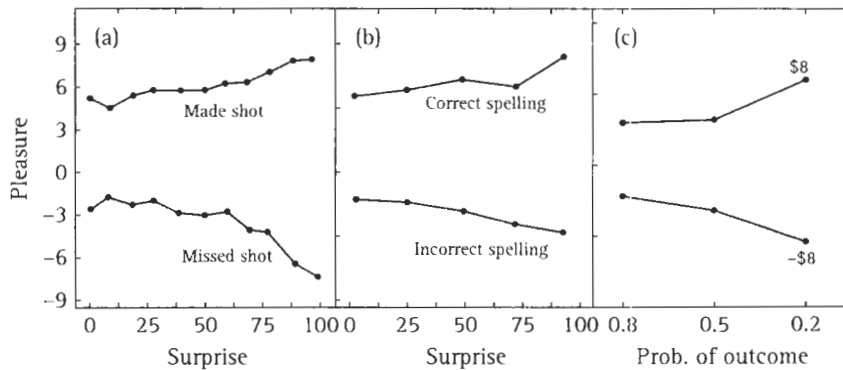 (a)
(b)
(c)
Pleasure
9
6
3
0
−3
−6
−9
Made shot
Missed shot
Correct spelling
Incorrect spelling
$8
−$8
0 25 50 75 100
0 25 50 75 100
0.8 0.5 0.2
Surprise
Surprise
Prob. of outcome